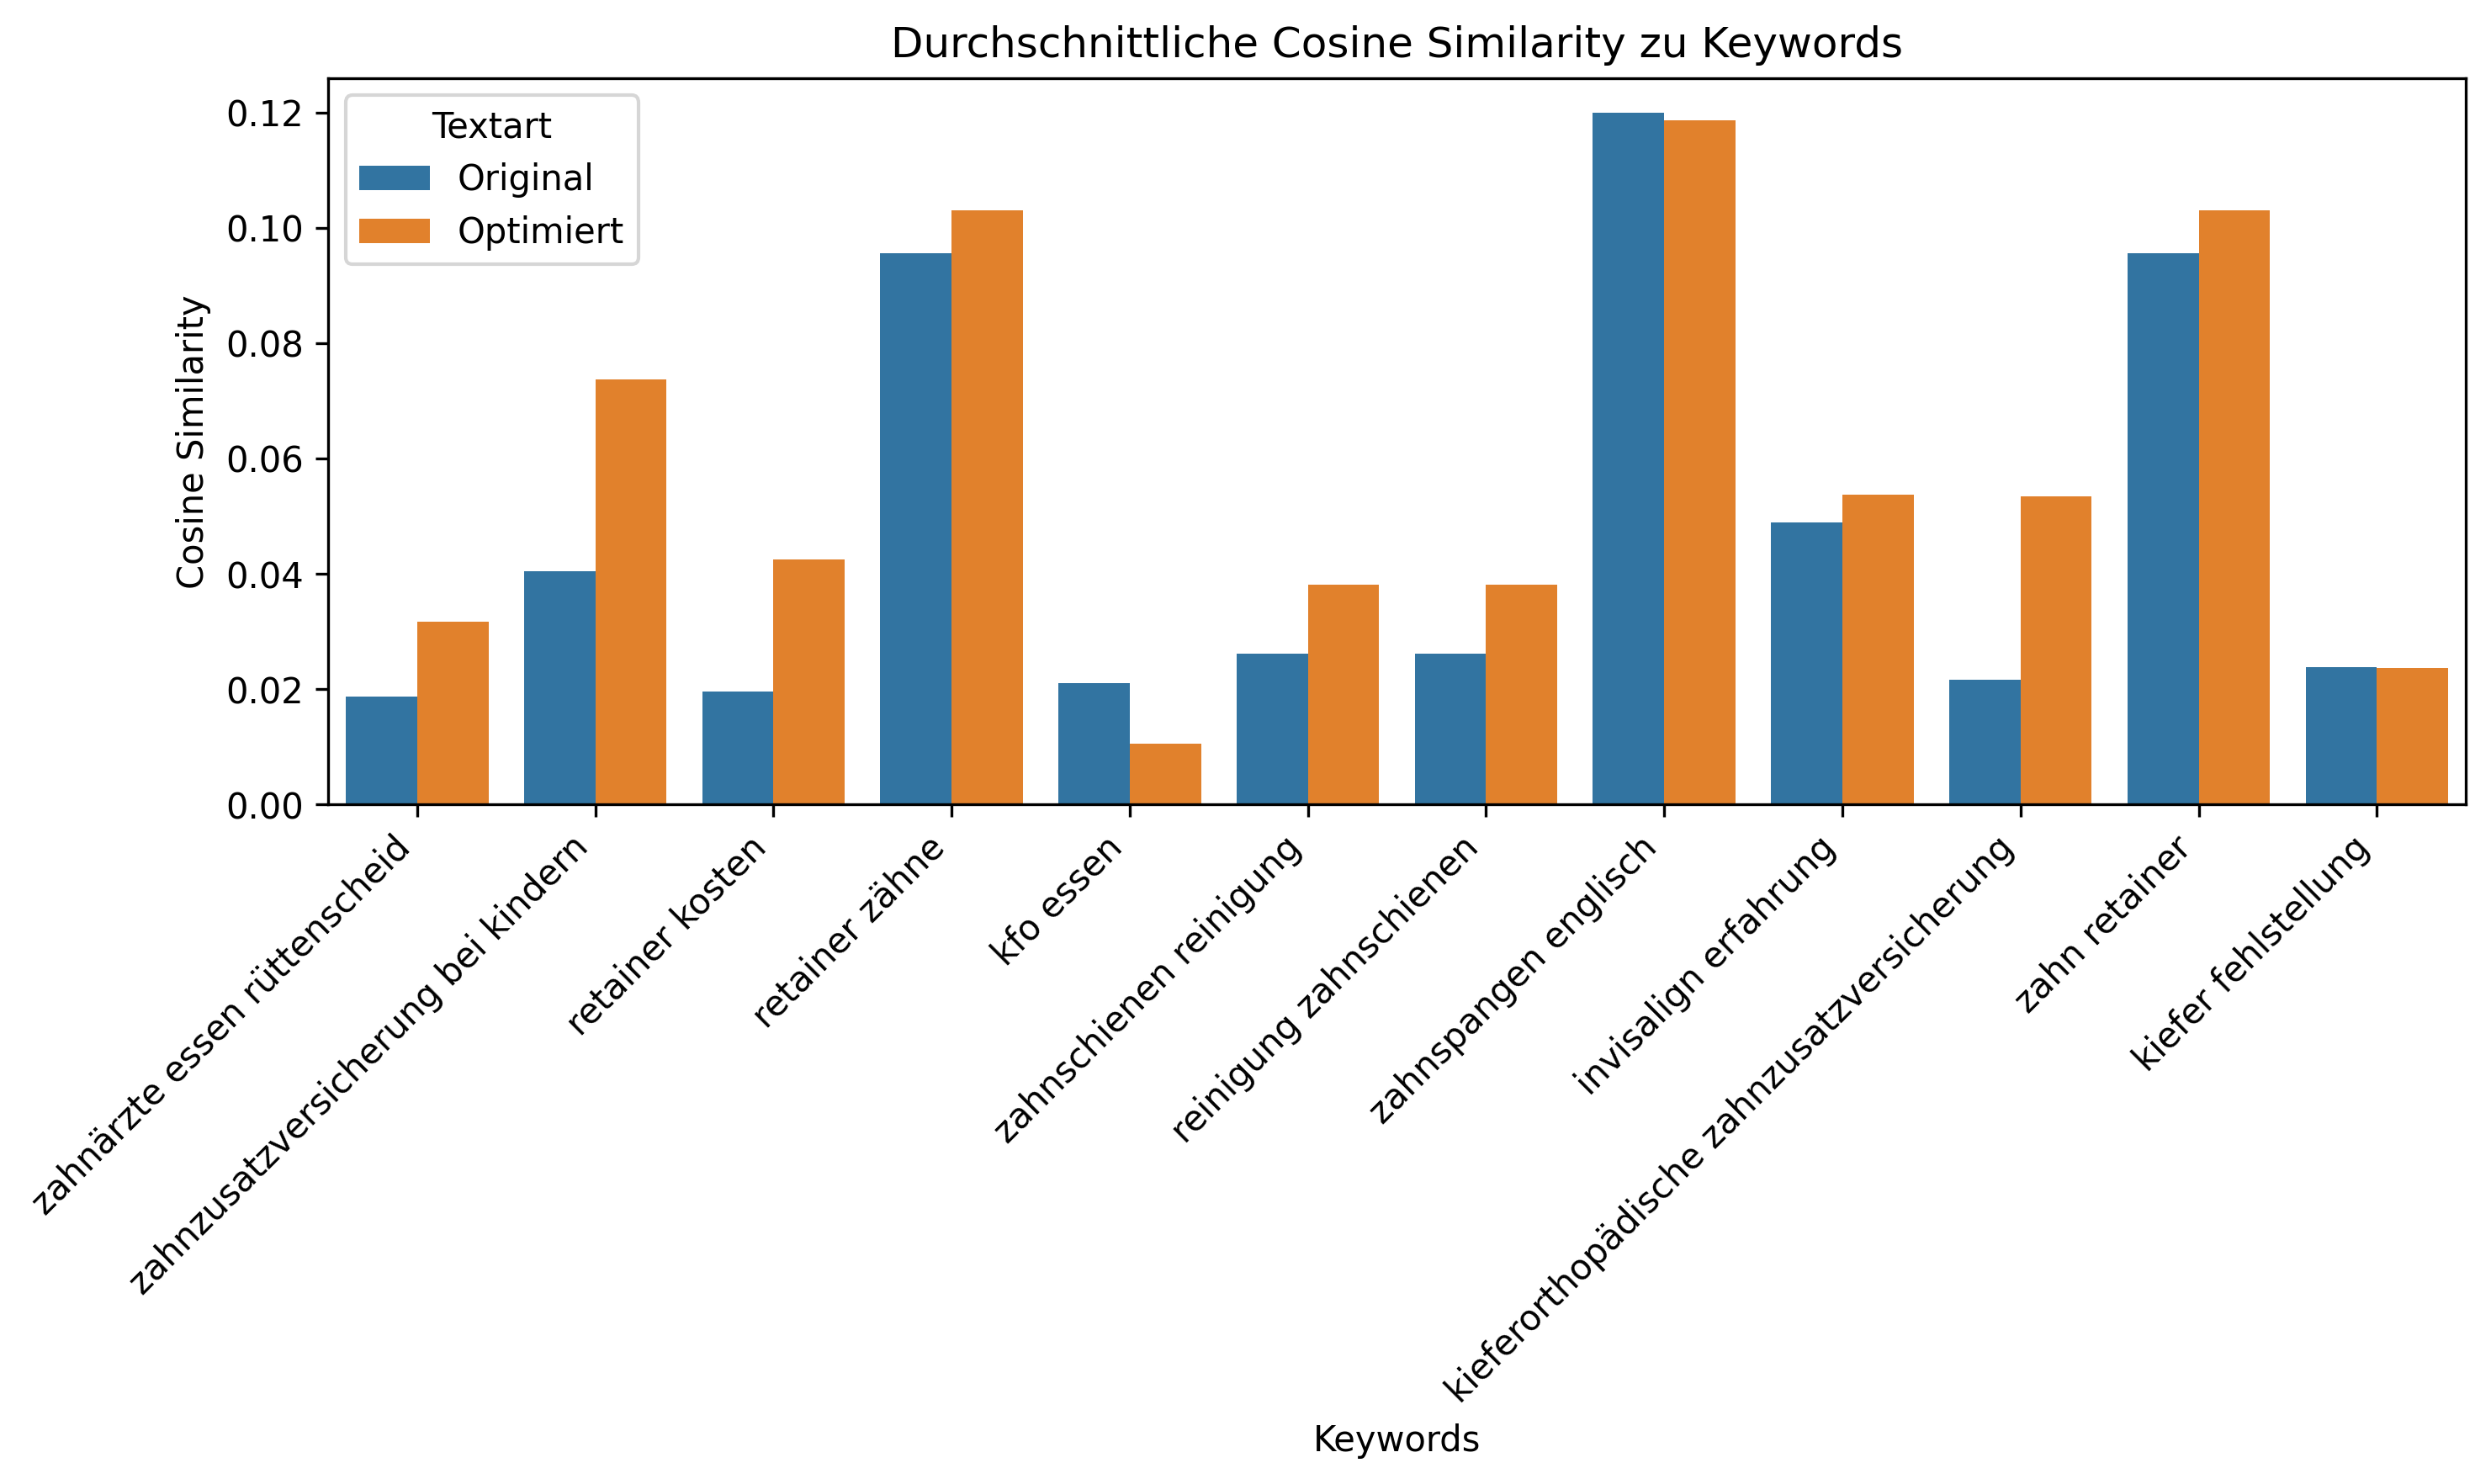 Durchschnittliche Cosine Similarity zu Keywords
Textart
Original
Optimiert
Cosine Similarity
0.12
0.10
0.08
0.06
0.04
0.02
0.00
zahnärzte essen rüttenscheid
zahnzusatzversicherung bei kindern
retainer kosten
retainer zähne
kfo essen
zahnschienen reinigung
reinigung zahnschienen
zahnspangen englisch
invisalign erfahrung
kieferorthopädische zahnzusatzversicherung
zahn retainer
kiefer fehlstellung
Keywords